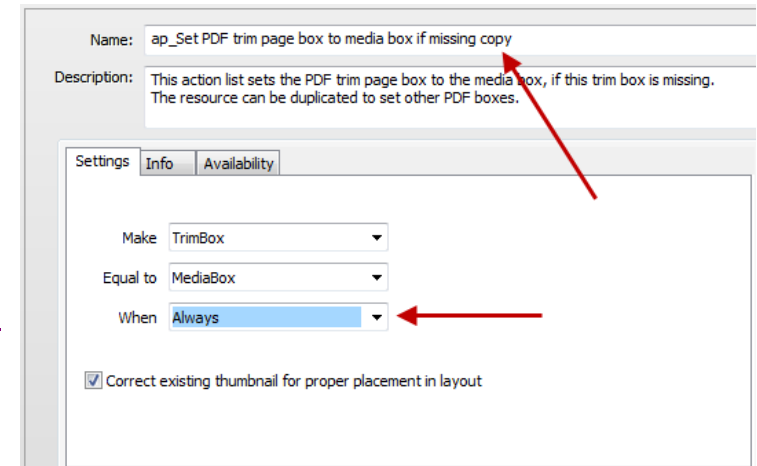 Name: ap_Set PDF trim page box to media box if missing copy
Description: This action list sets the PDF trim page box to the media box, if this trim box is missing.
The resource can be duplicated to set other PDF boxes.
Settings Info Availability
Make TrimBox
Equal to MediaBox
When Always
Correct existing thumbnail for proper placement in layout